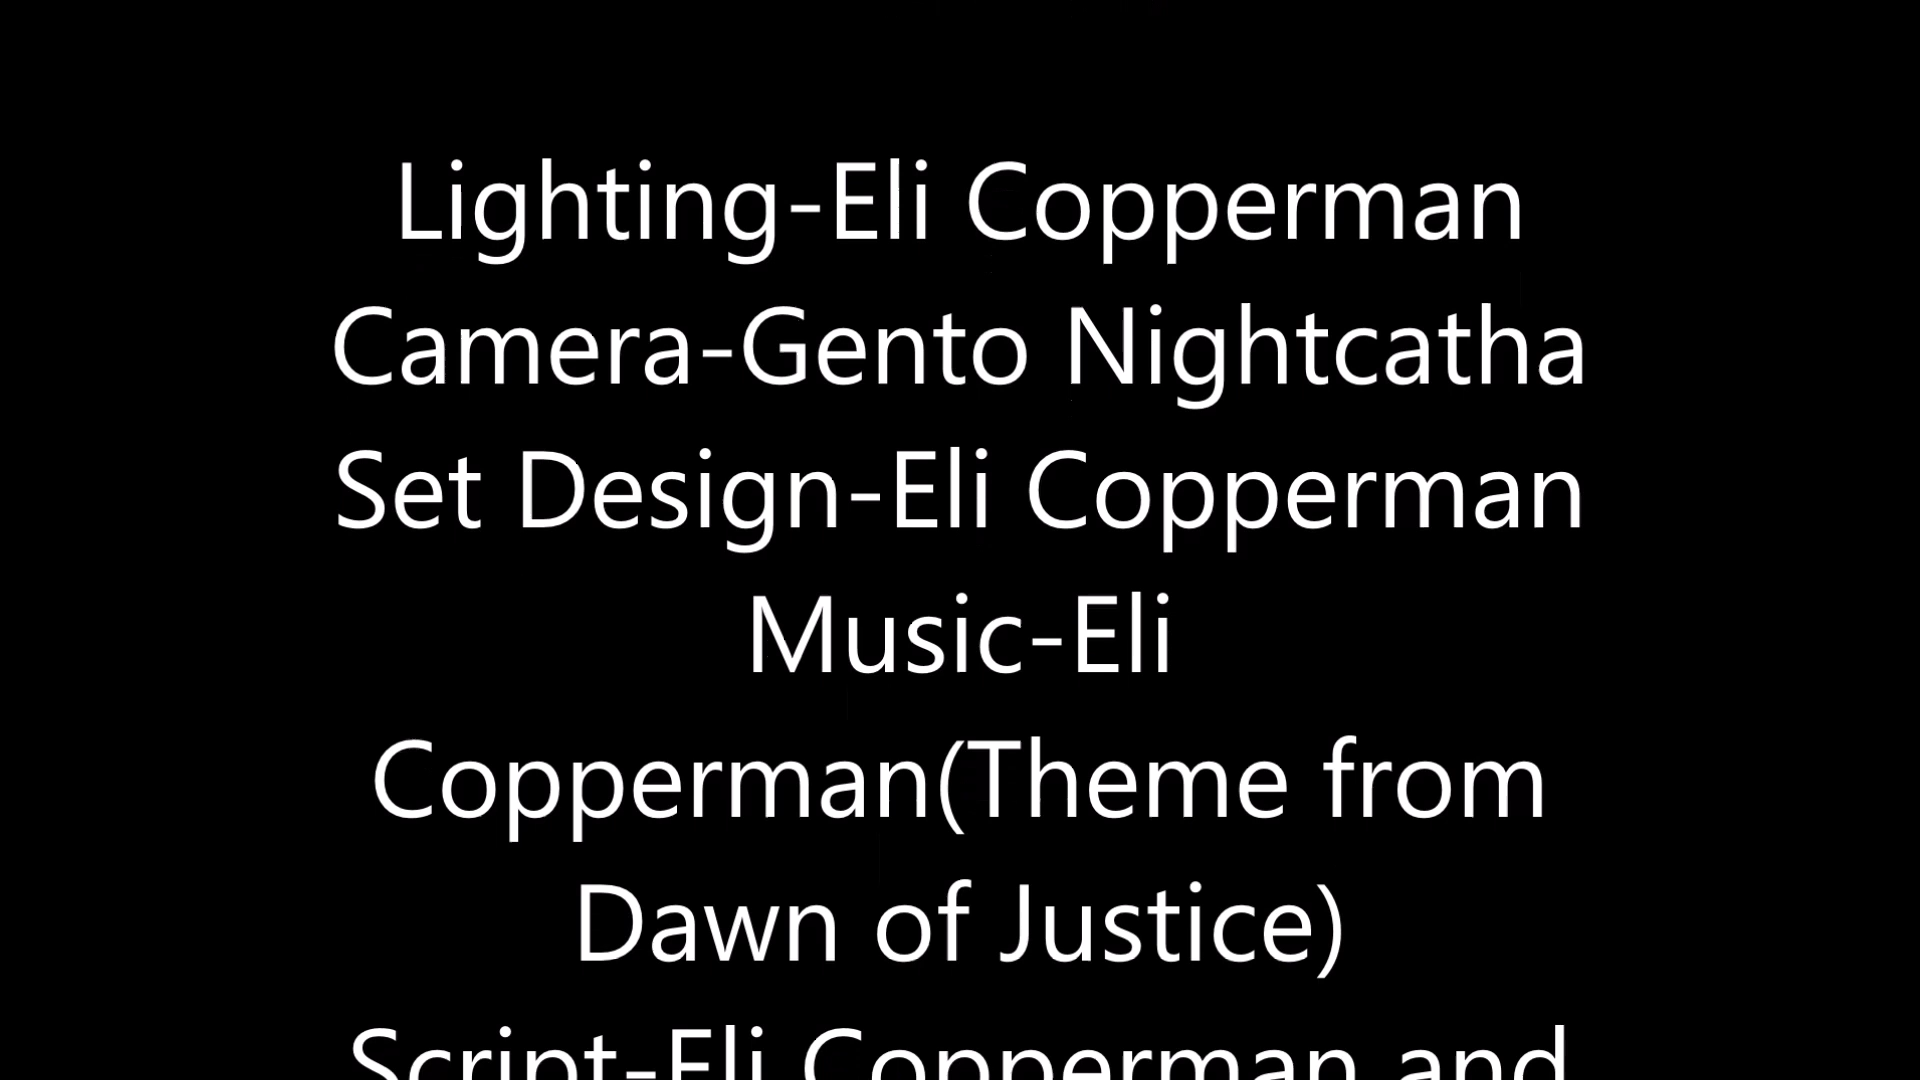 Lighting-Eli Copperman
Camera-Gento Nightcatha
Set Design-Eli Copperman
Music-Eli
Copperman(Theme from
Dawn of Justice)
Script-Eli Copperman and